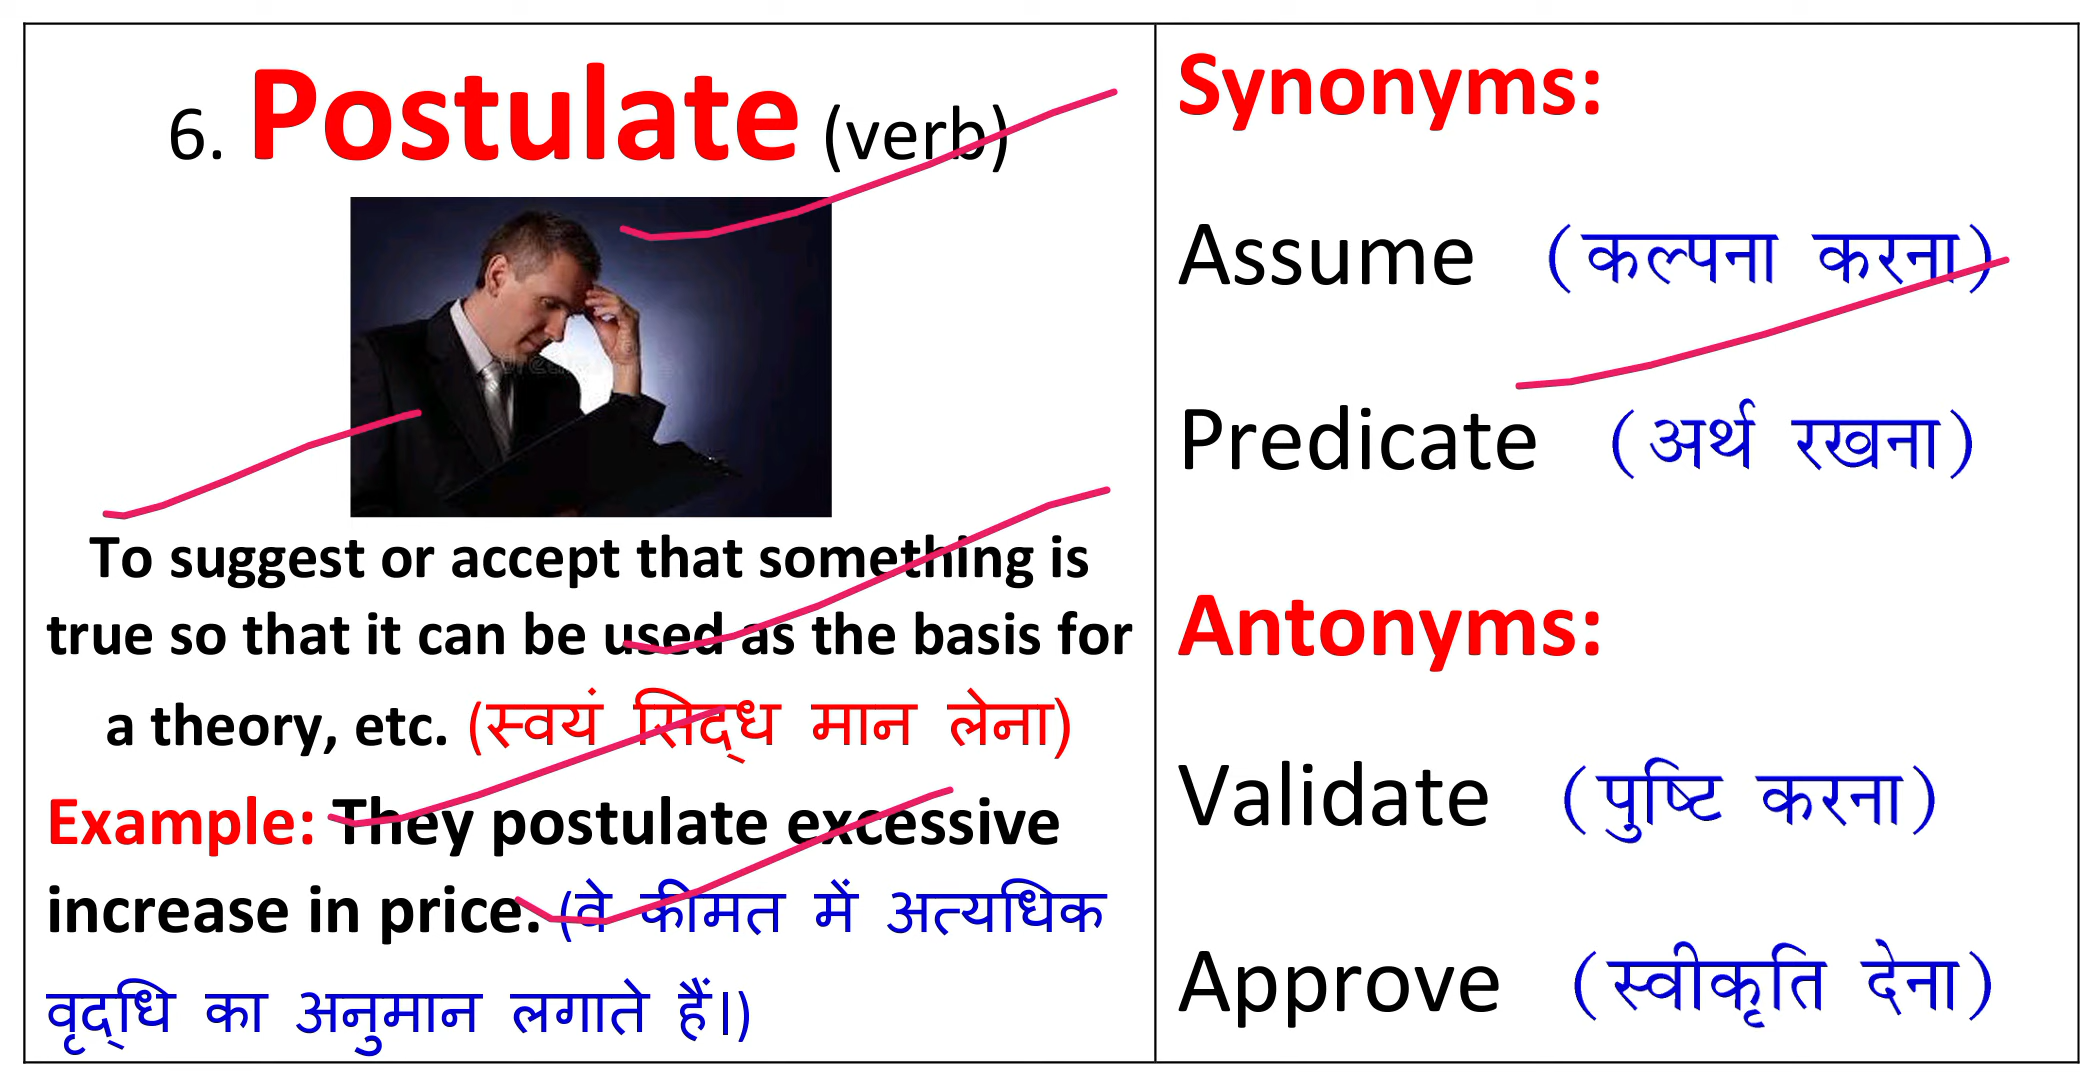 6. Postulate (verb)
To suggest or accept that something is
true so that it can be used as the basis for
a theory, etc. (स्वयं सिद्ध मान लेना)
Example: They postulate excessive
increase in price. (वे कीमत में अत्यधिक
वृद्धि का अनुमान लगाते हैं।)
Synonyms:
Assume (कल्पना करना)
Predicate (अर्थ रखना)
Antonyms:
Validate (पुष्टि करना)
Approve (स्वीकृति देना)